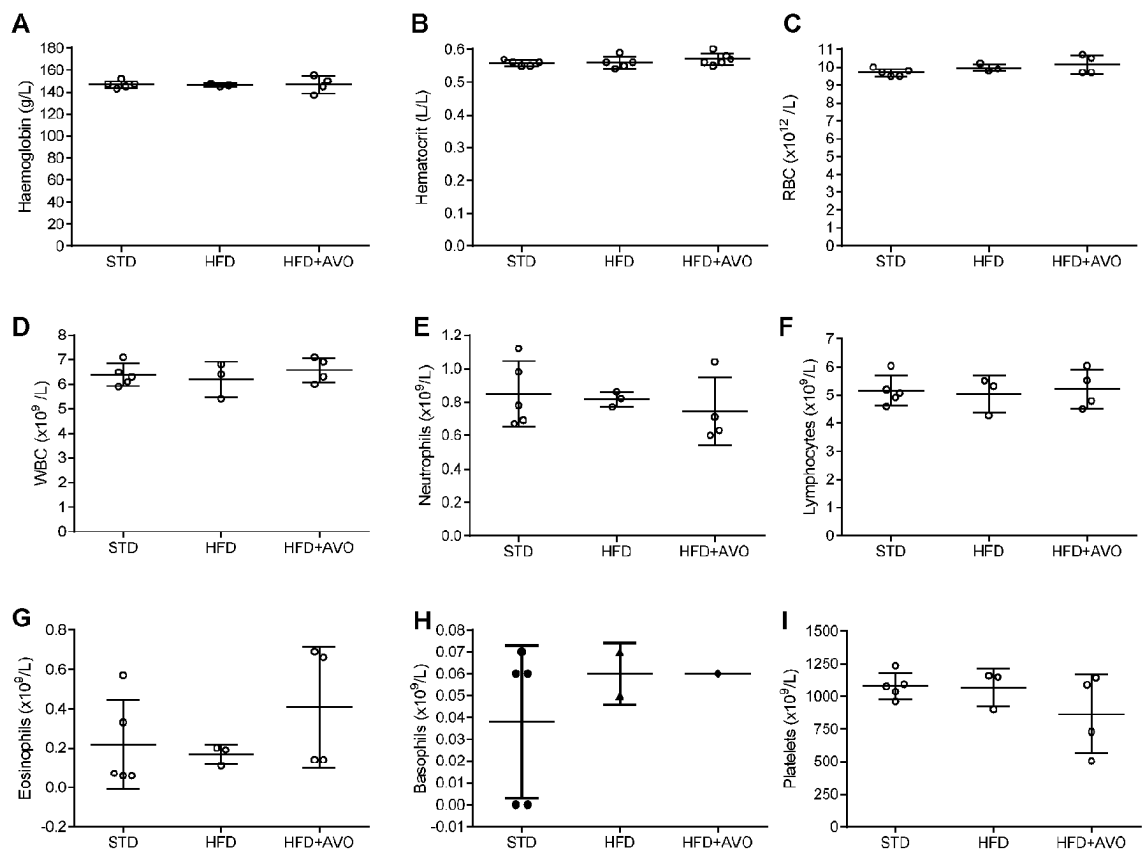 A
Haemoglobin (g/L)
180
160
140
120
100
80
60
40
20
0
STD HFD HFD+AVO
B
Hematocrit (L/L)
0.6
0.5
0.4
0.3
0.2
0.1
0.0
STD HFD HFD+AVO
C
RBC (x10¹² /L)
11
10
9
8
7
6
5
4
3
2
1
0
STD HFD HFD+AVO
D
WBC (x10⁹ /L)
8
7
6
5
4
3
2
1
0
STD HFD HFD+AVO
E
Neutrophils (x10⁹/L)
1.2
1.0
0.8
0.6
0.4
0.2
0.0
STD HFD HFD+AVO
F
Lymphocytes (x10⁹/L)
7
6
5
4
3
2
1
0
STD HFD HFD+AVO
G
Eosinophils (x10⁹/L)
0.8
0.6
0.4
0.2
0.0
-0.2
STD HFD HFD+AVO
H
Basophils (x10⁹/L)
0.08
0.07
0.06
0.05
0.04
0.03
0.02
0.01
0.00
-0.01
STD HFD HFD+AVO
I
Platelets (x10⁹/L)
1500
1250
1000
750
500
250
0
STD HFD HFD+AVO